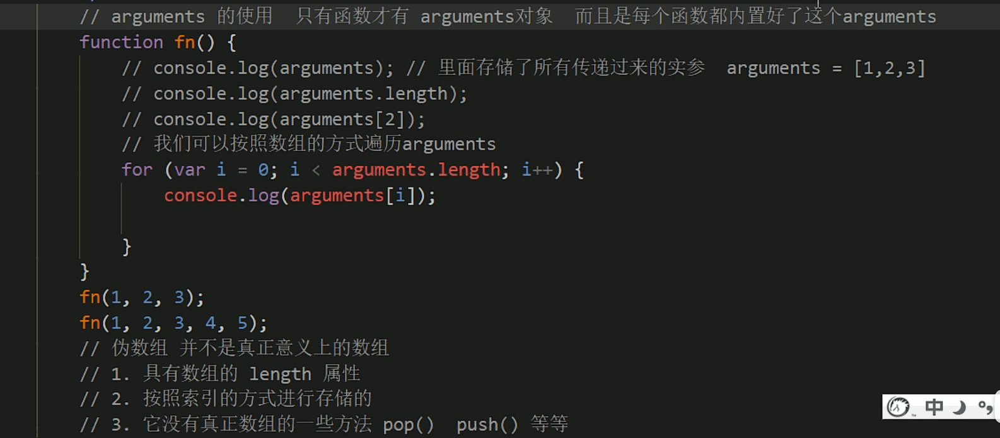 // arguments 的使用  只有函数才有 arguments对象  而且是每个函数都内置好了这个arguments
function fn() {
    // console.log(arguments); // 里面存储了所有传递过来的实参  arguments = [1,2,3]
    // console.log(arguments.length);
    // console.log(arguments[2]);
    // 我们可以按照数组的方式遍历arguments
    for (var i = 0; i < arguments.length; i++) {
        console.log(arguments[i]);
    }
}
fn(1, 2, 3);
fn(1, 2, 3, 4, 5);
// 伪数组 并不是真正意义上的数组
// 1. 具有数组的 length 属性
// 2. 按照索引的方式进行存储的
// 3. 它没有真正数组的一些方法 pop()  push() 等等
中